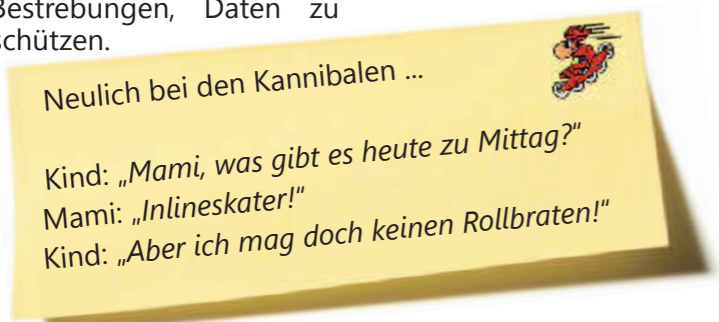 Bestrebungen, Daten zu
schützen.
Neulich bei den Kannibalen ...
Kind: „Mami, was gibt es heute zu Mittag?“
Mami: „Inlineskater!“
Kind: „Aber ich mag doch keinen Rollbraten!“